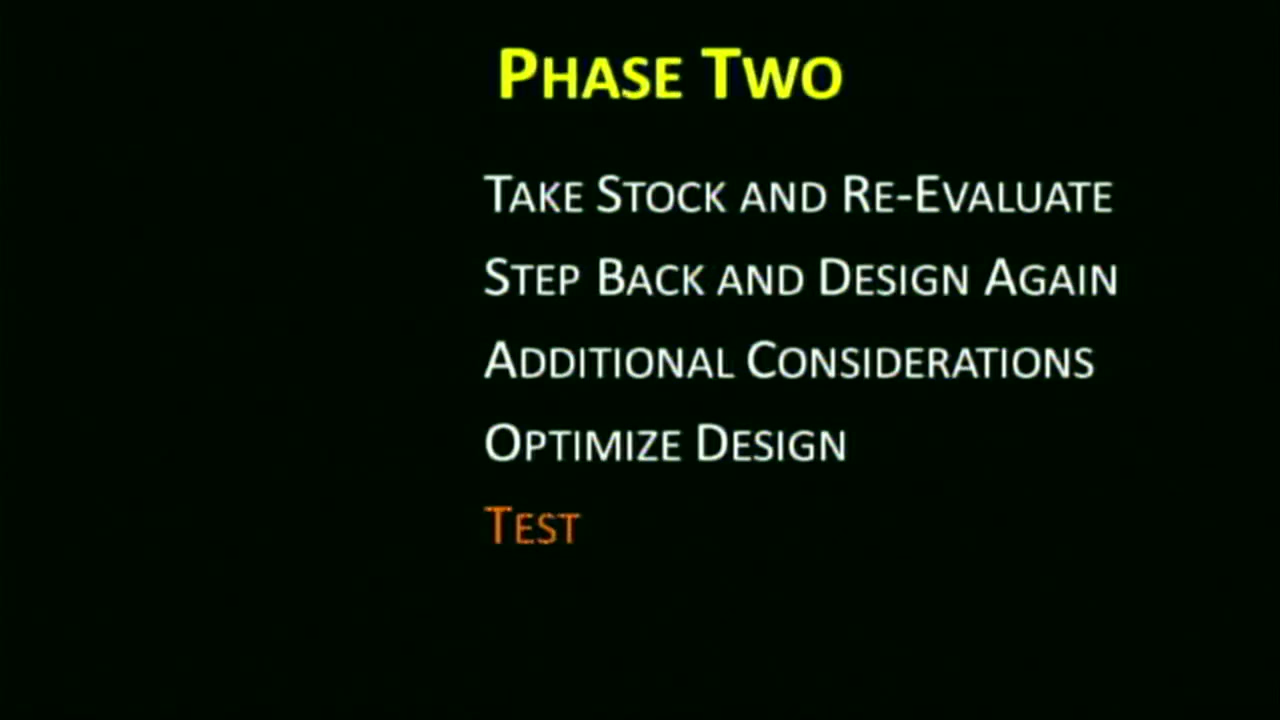 Phase Two
Take Stock and Re-Evaluate
Step Back and Design Again
Additional Considerations
Optimize Design
Test